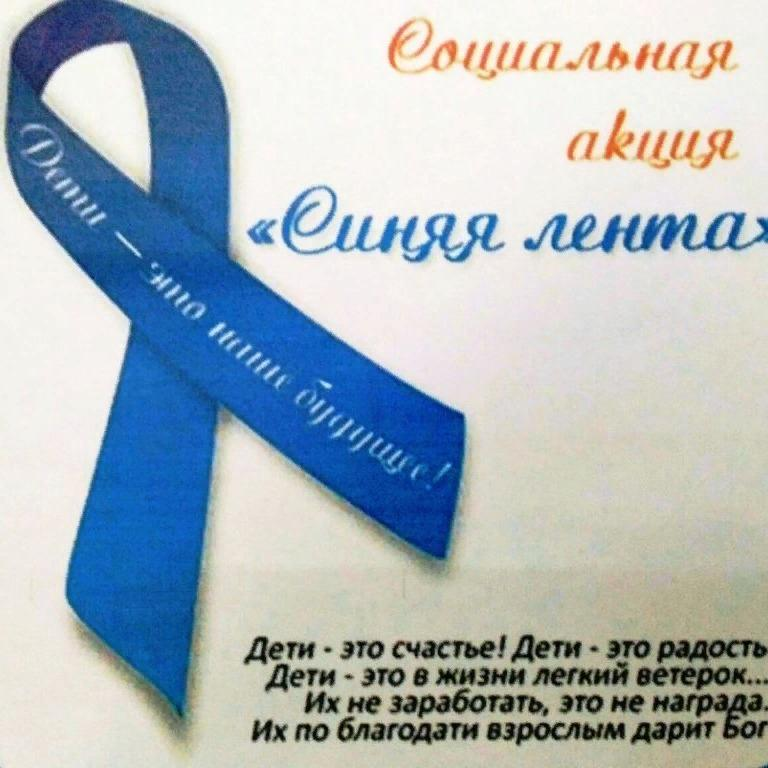 Социальная
акция
«Синяя лента»
Дети – это наше будущее!
Дети - это счастье! Дети - это радость
Дети - это в жизни легкий ветерок...
Их не заработать, это не награда.
Их по благодати взрослым дарит Бог